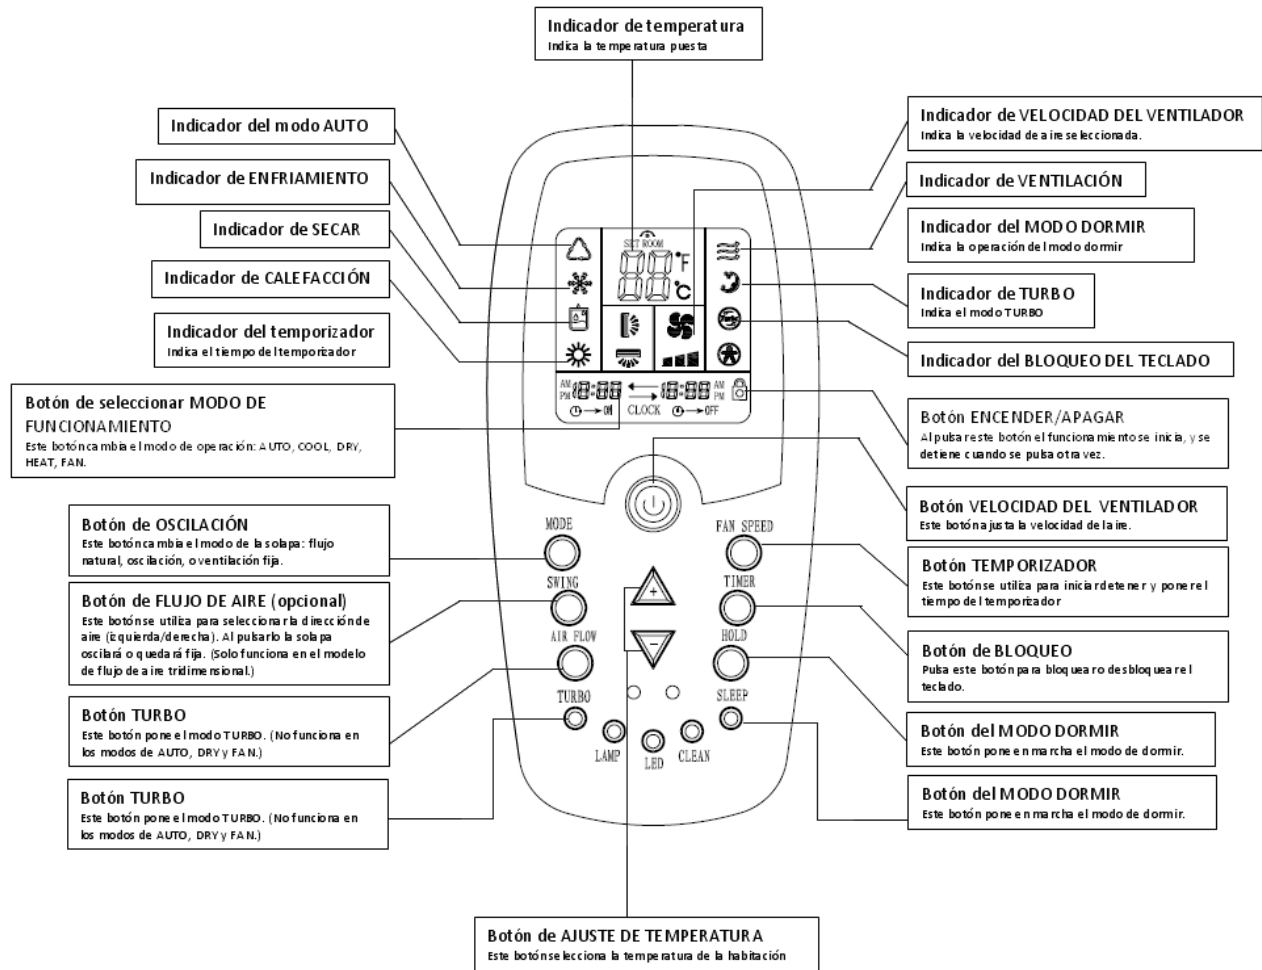 Indicador de temperatura
Indica la temperatura puesta
Indicador del modo AUTO
Indicador de ENFRIAMIENTO
Indicador de SECAR
Indicador de CALEFACCIÓN
Indicador del temporizador
Indica el tiempo del temporizador
Botón de seleccionar MODO DE
FUNCIONAMIENTO
Este botón cambia el modo de operación: AUTO, COOL, DRY,
HEAT, FAN.
Botón de OSCILACIÓN
Este botón cambia el modo de la solapa: flujo
natural, oscilación, o ventilación fija.
Botón de FLUJO DE AIRE (opcional)
Este botón se utiliza para seleccionar la dirección de
aire (izquierda/derecha). Al pulsarlo la solapa
oscilará o quedará fija. (Solo funciona en el modelo
de flujo de aire tridimensional.)
Botón TURBO
Este botón pone el modo TURBO. (No funciona en
los modos de AUTO, DRY y FAN.)
Botón TURBO
Este botón pone el modo TURBO. (No funciona en
los modos de AUTO, DRY y FAN.)
SET ROOM
88 °F
°C
Turbo
AM
PM
18:88
18:88
AM
PM
→ ON
CLOCK
→ OFF
MODE
FAN SPEED
SWING
+
TIMER
AIR FLOW
−
HOLD
TURBO
SLEEP
LAMP
LED
CLEAN
Indicador de VELOCIDAD DEL VENTILADOR
Indica la velocidad de aire seleccionada.
Indicador de VENTILACIÓN
Indicador del MODO DORMIR
Indica la operación del modo dormir
Indicador de TURBO
Indica el modo TURBO
Indicador del BLOQUEO DEL TECLADO
Botón ENCENDER/APAGAR
Al pulsar este botón el funcionamiento se inicia, y se
detiene cuando se pulsa otra vez.
Botón VELOCIDAD DEL VENTILADOR
Este botón ajusta la velocidad del aire.
Botón TEMPORIZADOR
Este botón se utiliza para iniciar detener y poner el
tiempo del temporizador
Botón de BLOQUEO
Pulsa este botón para bloquear o desbloquear el
teclado.
Botón del MODO DORMIR
Este botón pone en marcha el modo de dormir.
Botón del MODO DORMIR
Este botón pone en marcha el modo de dormir.
Botón de AJUSTE DE TEMPERATURA
Este botón selecciona la temperatura de la habitación